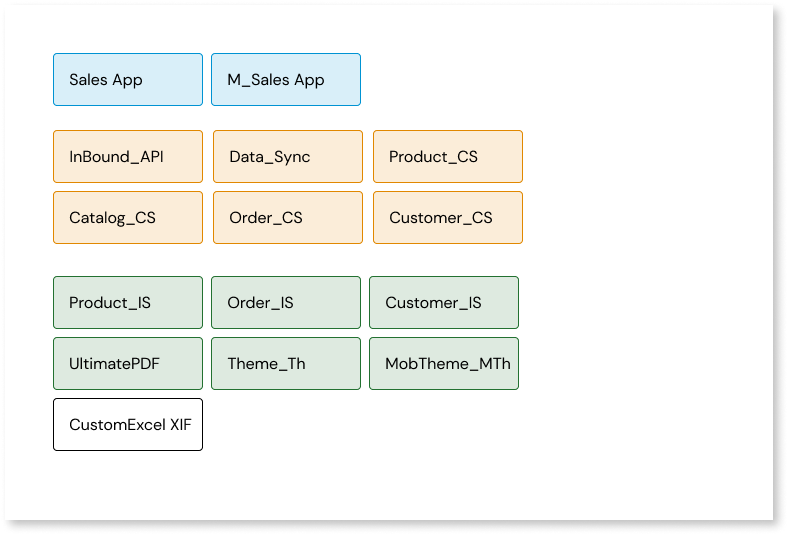 Sales App
M_Sales App
InBound_API
Data_Sync
Product_CS
Catalog_CS
Order_CS
Customer_CS
Product_IS
Order_IS
Customer_IS
UltimatePDF
Theme_Th
MobTheme_MTh
CustomExcel XIF